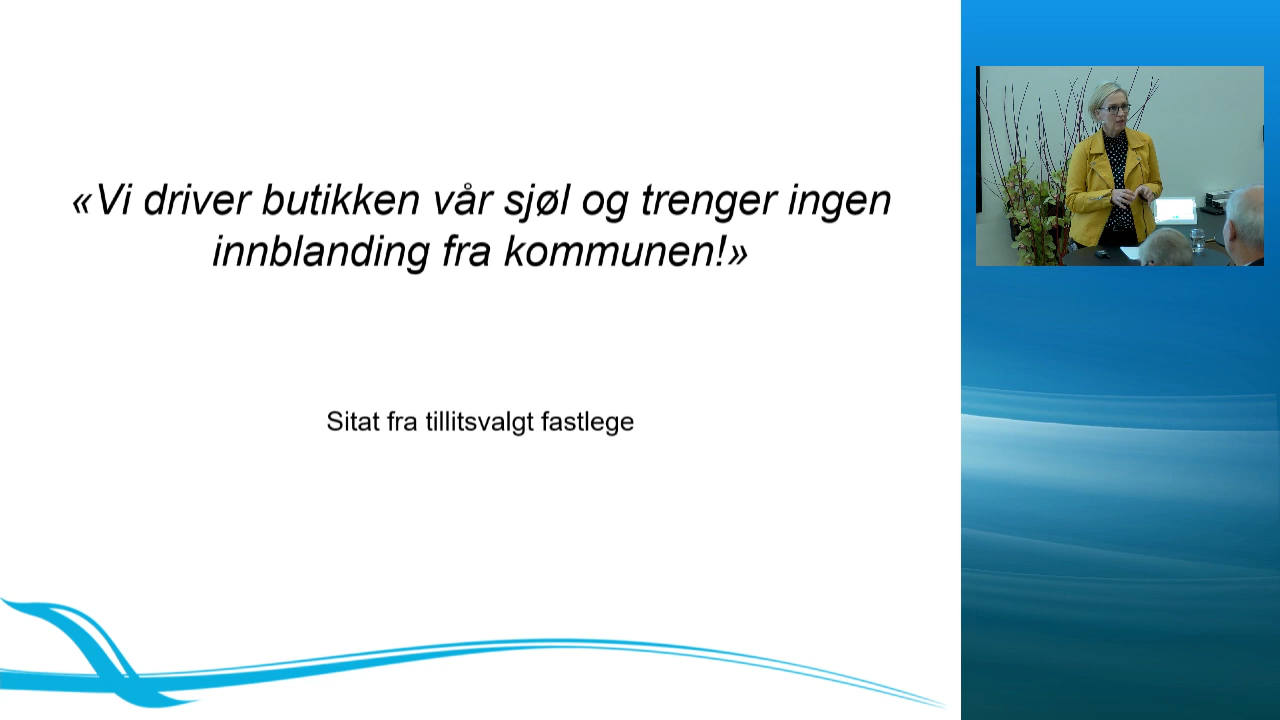 «Vi driver butikken vår sjøl og trenger ingen
innblanding fra kommunen!»
Sitat fra tillitsvalgt fastlege